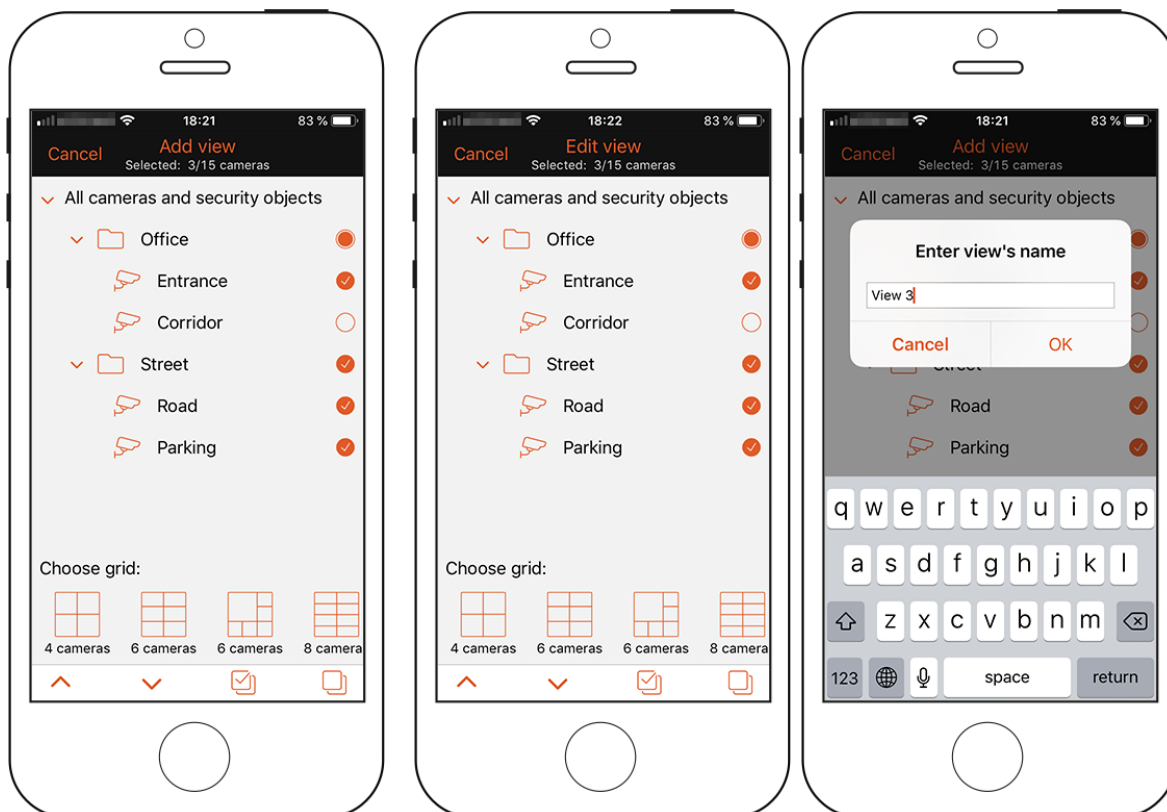 18:21 83 %
Cancel Add view
Selected: 3/15 cameras
All cameras and security objects
Office
Entrance
Corridor
Street
Road
Parking
Choose grid:
4 cameras 6 cameras 6 cameras 8 camera
18:22 83 %
Cancel Edit view
Selected: 3/15 cameras
All cameras and security objects
Office
Entrance
Corridor
Street
Road
Parking
Choose grid:
4 cameras 6 cameras 6 cameras 8 camera
18:21 83 %
Cancel Add view
Selected: 3/15 cameras
All cameras and security objects
Enter view's name
View 3
Cancel OK
Street
Road
Parking
q w e r t y u i o p
a s d f g h j k l
z x c v b n m
123 space return